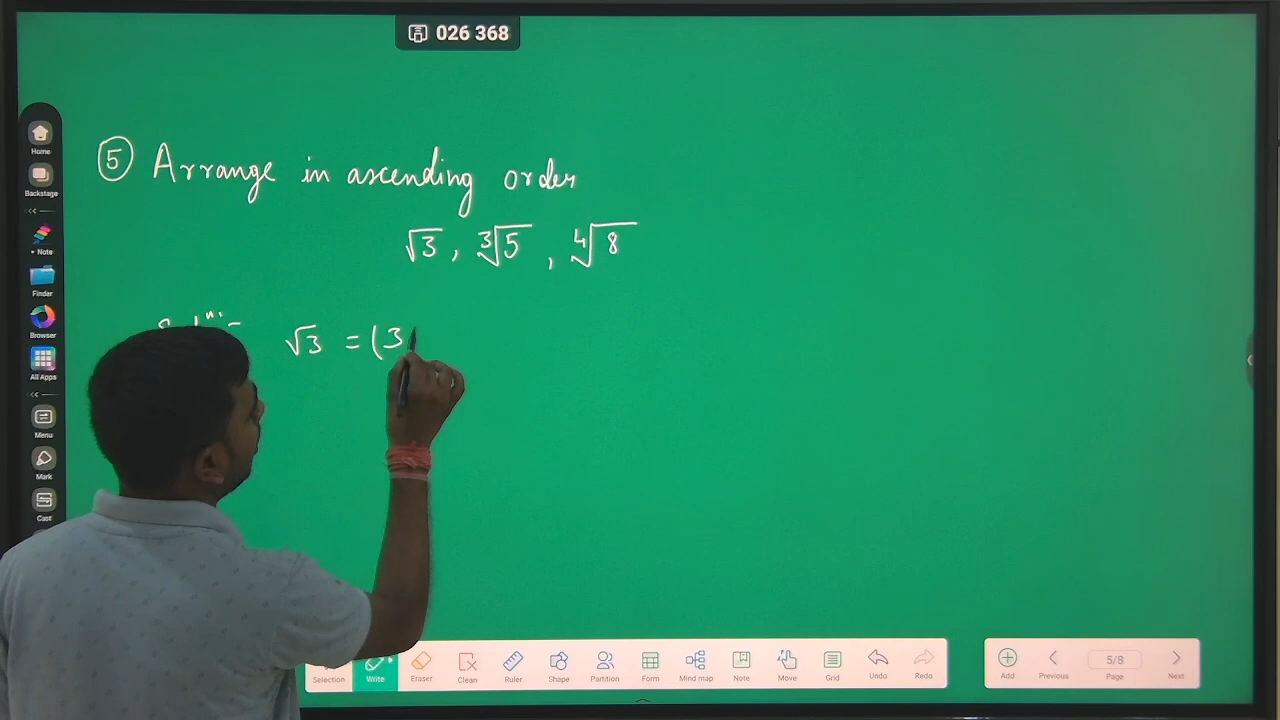 026 368
⑤ Arrange in ascending order
√3, ∛5, ∜8
√3 = (3
Home
Backstage
Note
Finder
Browser
All Apps
Menu
Mark
Cast
Selection Write Eraser Clean Ruler Shape Partition Form Mind map Note Move Grid Undo Redo
Add Previous 5/8 Page Next